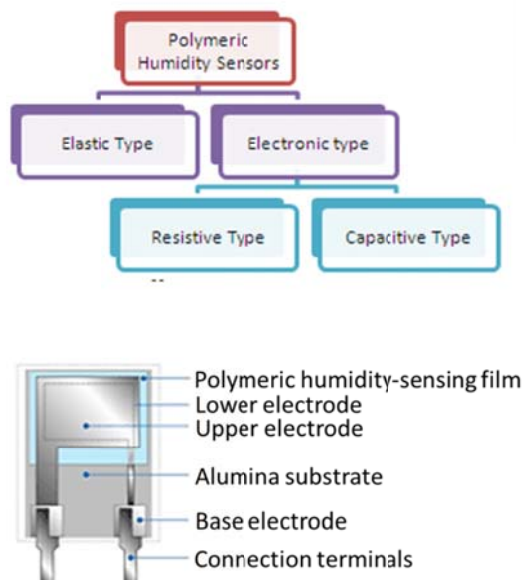 Polymeric
Humidity Sensors
Elastic Type
Electronic type
Resistive Type
Capacitive Type
Polymeric humidity-sensing film
Lower electrode
Upper electrode
Alumina substrate
Base electrode
Connection terminals